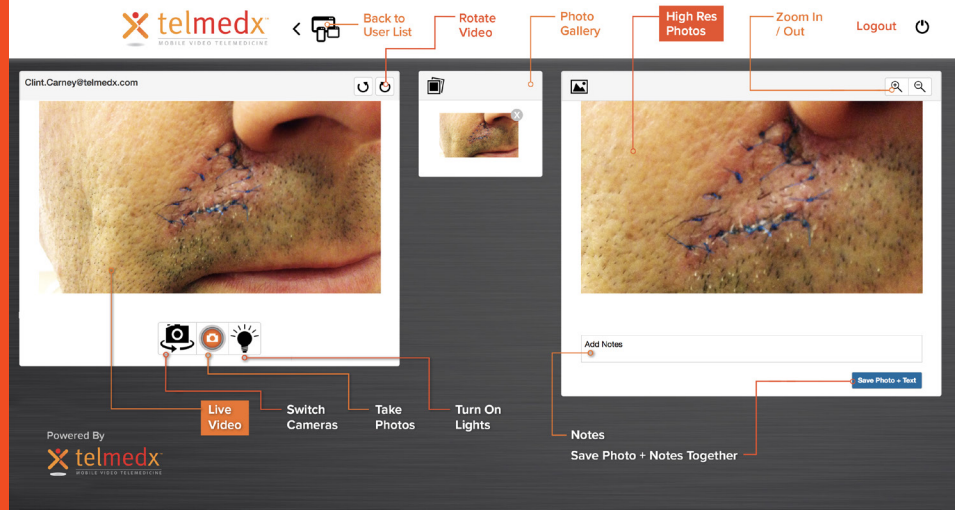 telmedx
MOBILE VIDEO TELEMEDICINE
Back to
User List
Rotate
Video
Photo
Gallery
High Res
Photos
Zoom In
/ Out
Logout
Clint.Carney@telmedx.com
Add Notes
Save Photo + Text
Live
Video
Switch
Cameras
Take
Photos
Turn On
Lights
Notes
Save Photo + Notes Together
Powered By
telmedx
MOBILE VIDEO TELEMEDICINE